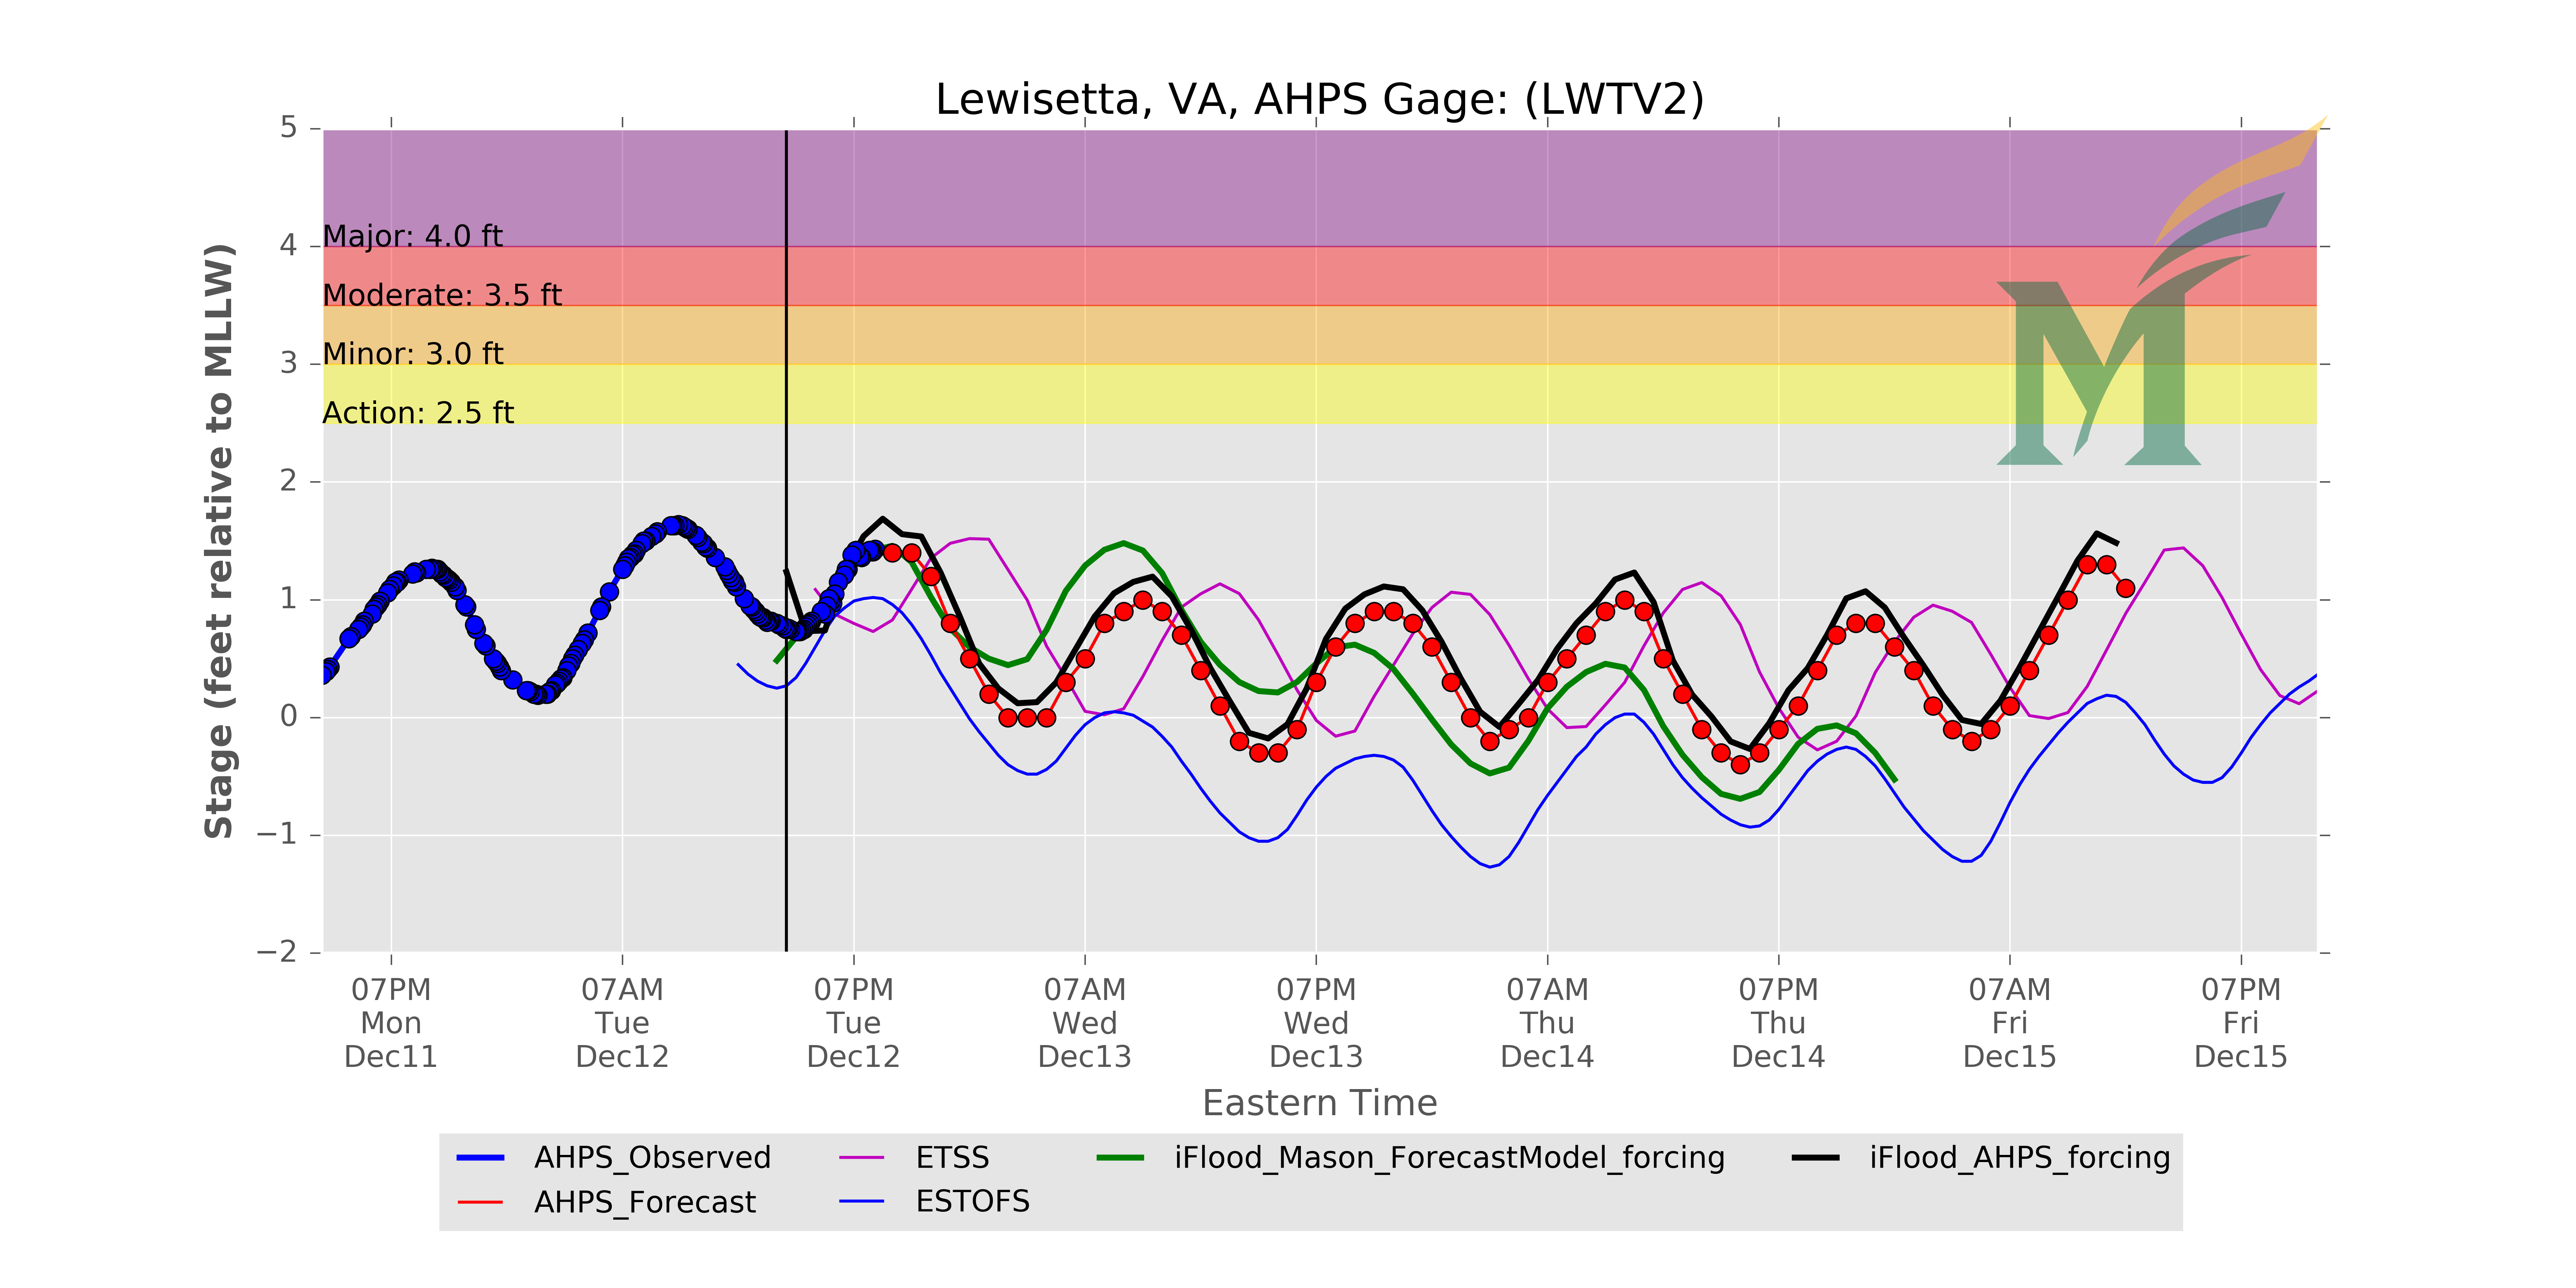 Lewisetta, VA, AHPS Gage: (LWTV2)
Stage (feet relative to MLLW)
5
4
3
2
1
0
−1
−2
Major: 4.0 ft
Moderate: 3.5 ft
Minor: 3.0 ft
Action: 2.5 ft
M
07PM 07AM 07PM 07AM 07PM 07AM 07PM 07AM 07PM
Mon Tue Tue Wed Wed Thu Thu Fri Fri
Dec11 Dec12 Dec12 Dec13 Dec13 Dec14 Dec14 Dec15 Dec15
Eastern Time
AHPS_Observed ETSS iFlood_Mason_ForecastModel_forcing iFlood_AHPS_forcing
AHPS_Forecast ESTOFS